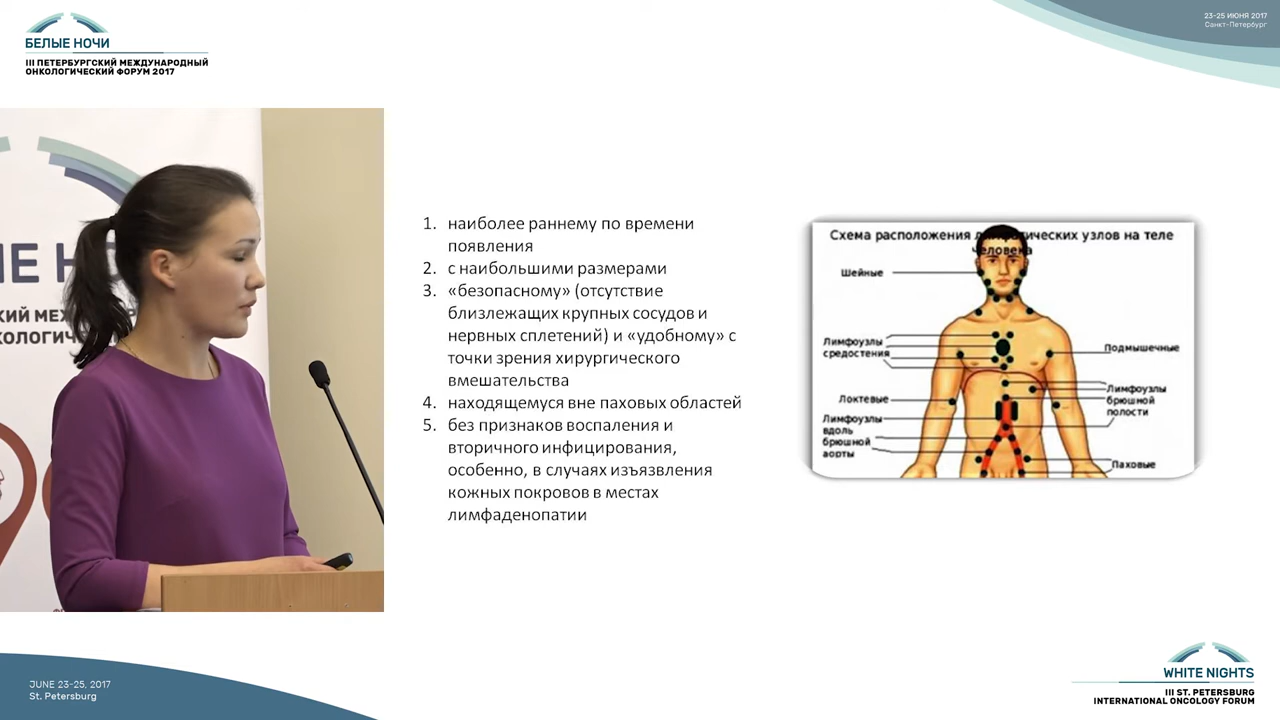 БЕЛЫЕ НОЧИ
III ПЕТЕРБУРГСКИЙ МЕЖДУНАРОДНЫЙ
ОНКОЛОГИЧЕСКИЙ ФОРУМ 2017
23-25 ИЮНЯ 2017
Санкт-Петербург
1. наиболее раннему по времени
появления
2. с наибольшими размерами
3. «безопасному» (отсутствие
близлежащих крупных сосудов и
нервных сплетений) и «удобному» с
точки зрения хирургического
вмешательства
4. находящемуся вне паховых областей
5. без признаков воспаления и
вторичного инфицирования,
особенно, в случаях изъязвления
кожных покровов в местах
лимфаденопатии
Схема расположения лимфатических узлов на теле
человека
Шейные
Лимфоузлы
средостения
Подмышечные
Локтевые
Лимфоузлы
брюшной
полости
Лимфоузлы
вдоль
брюшной
аорты
Паховые
JUNE 23-25, 2017
St. Petersburg
WHITE NIGHTS
III ST. PETERSBURG
INTERNATIONAL ONCOLOGY FORUM